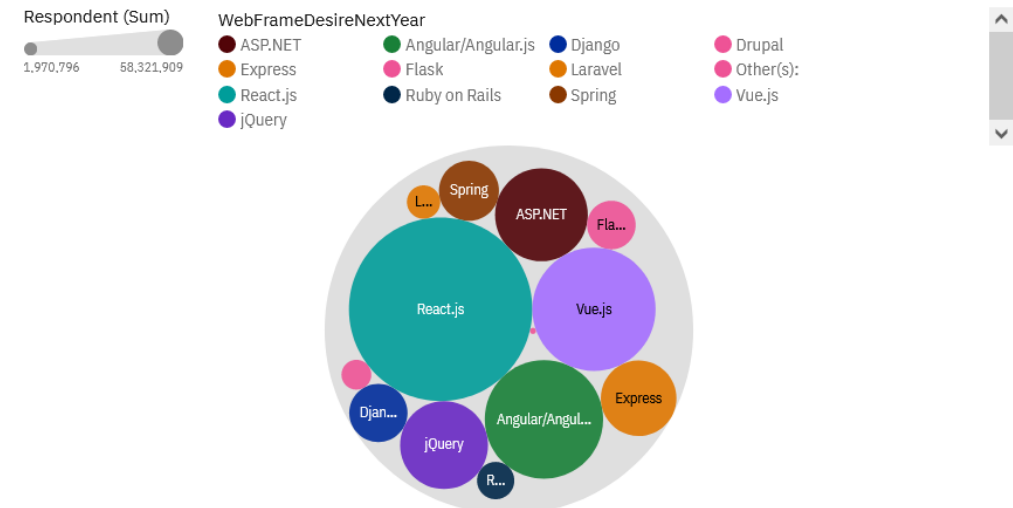 Respondent (Sum)
1,970,796 58,321,909
WebFrameDesireNextYear
ASP.NET Angular/Angular.js Django Drupal
Express Flask Laravel Other(s):
React.js Ruby on Rails Spring Vue.js
jQuery
L...
Spring
ASP.NET
Fla...
React.js
Vue.js
Express
Djan...
Angular/Angul...
jQuery
R...